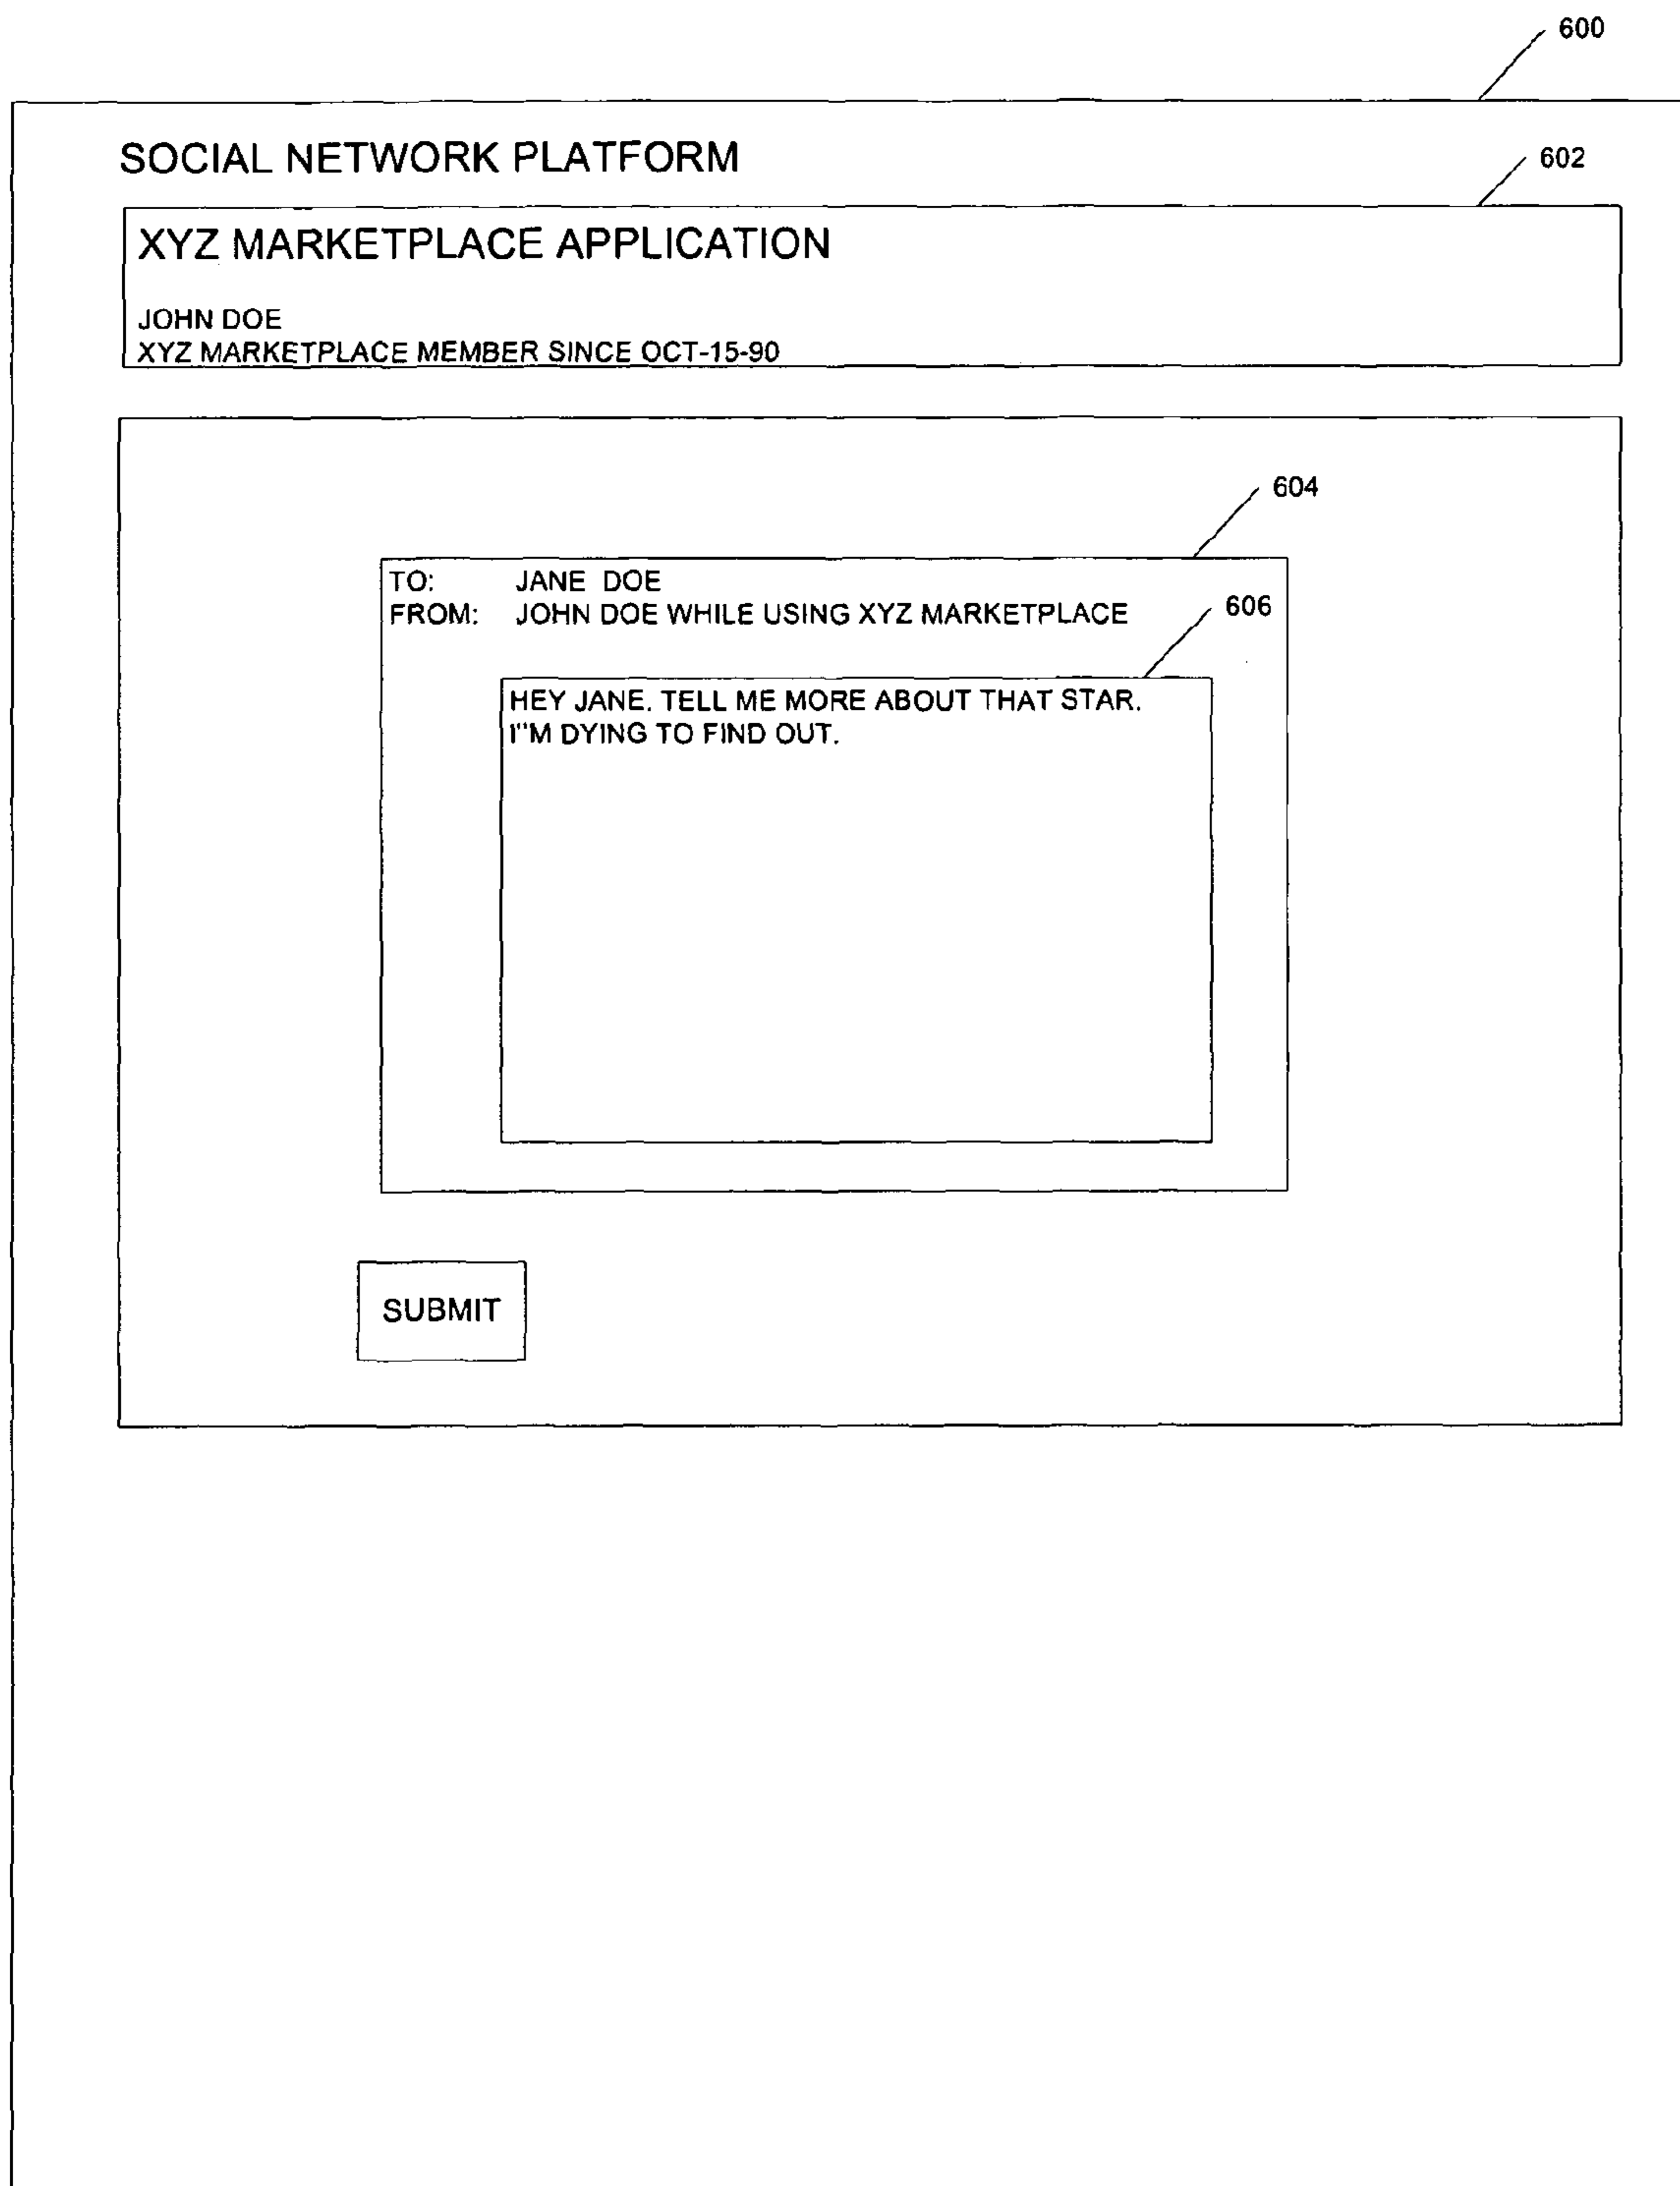 600
SOCIAL NETWORK PLATFORM
602
XYZ MARKETPLACE APPLICATION
JOHN DOE
XYZ MARKETPLACE MEMBER SINCE OCT-15-90
604
TO: JANE DOE
FROM: JOHN DOE WHILE USING XYZ MARKETPLACE
606
HEY JANE. TELL ME MORE ABOUT THAT STAR.
I"M DYING TO FIND OUT.
SUBMIT